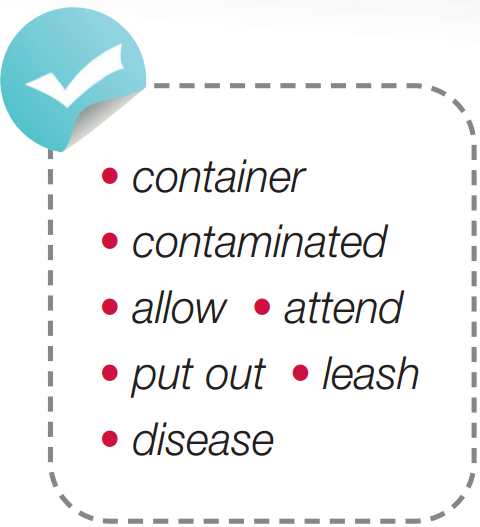 • container
• contaminated
• allow • attend
• put out • leash
• disease